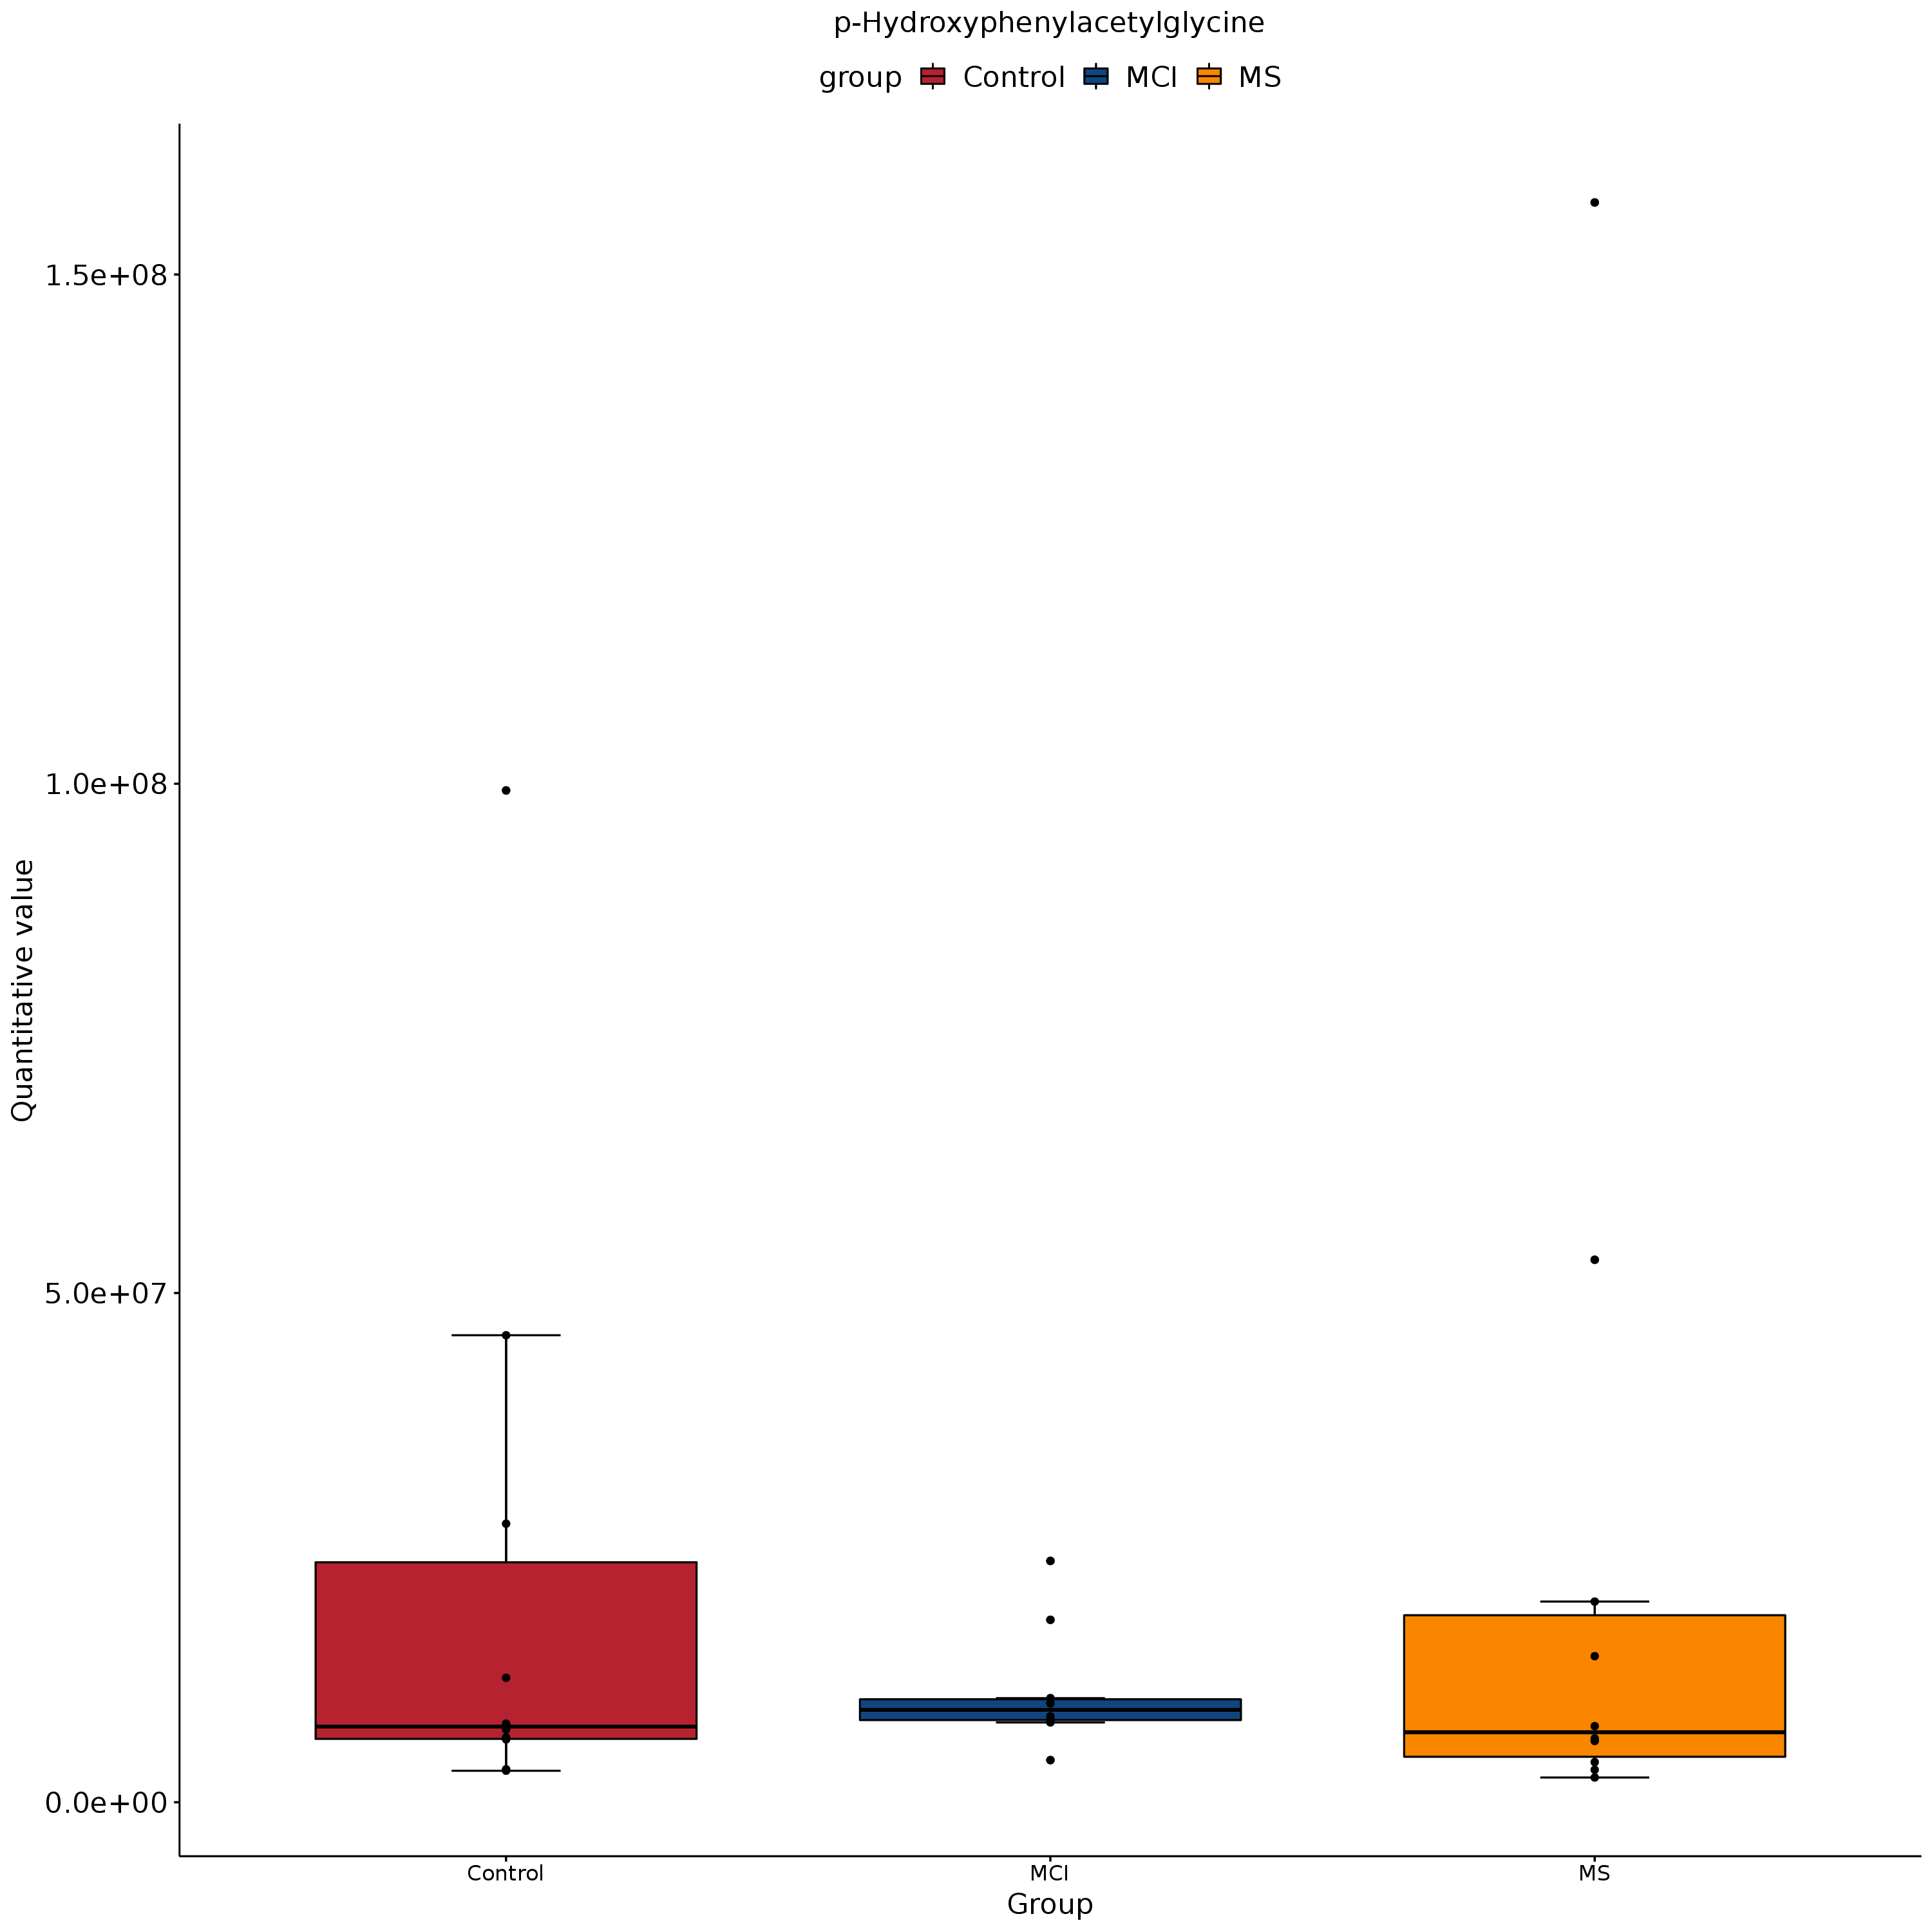 p-Hydroxyphenylacetylglycine
group Control MCI MS
Quantitative value
1.5e+08
1.0e+08
5.0e+07
0.0e+00
Control MCI MS
Group